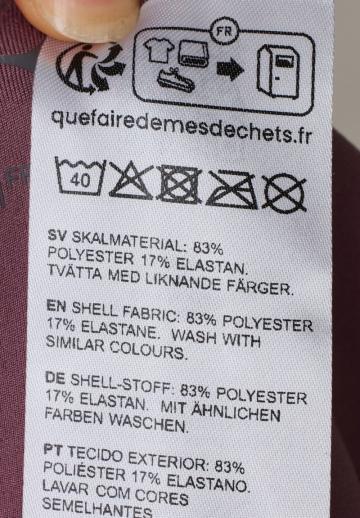 FR
quefairedemesdechets.fr
40
SV SKALMATERIAL: 83%
POLYESTER 17% ELASTAN.
TVÄTTA MED LIKNANDE FÄRGER.
EN SHELL FABRIC: 83% POLYESTER
17% ELASTANE. WASH WITH
SIMILAR COLOURS.
DE SHELL-STOFF: 83% POLYESTER
17% ELASTAN. MIT ÄHNLICHEN
FARBEN WASCHEN.
PT TECIDO EXTERIOR: 83%
POLIÉSTER 17% ELASTANO.
LAVAR COM CORES
SEMELHANTES